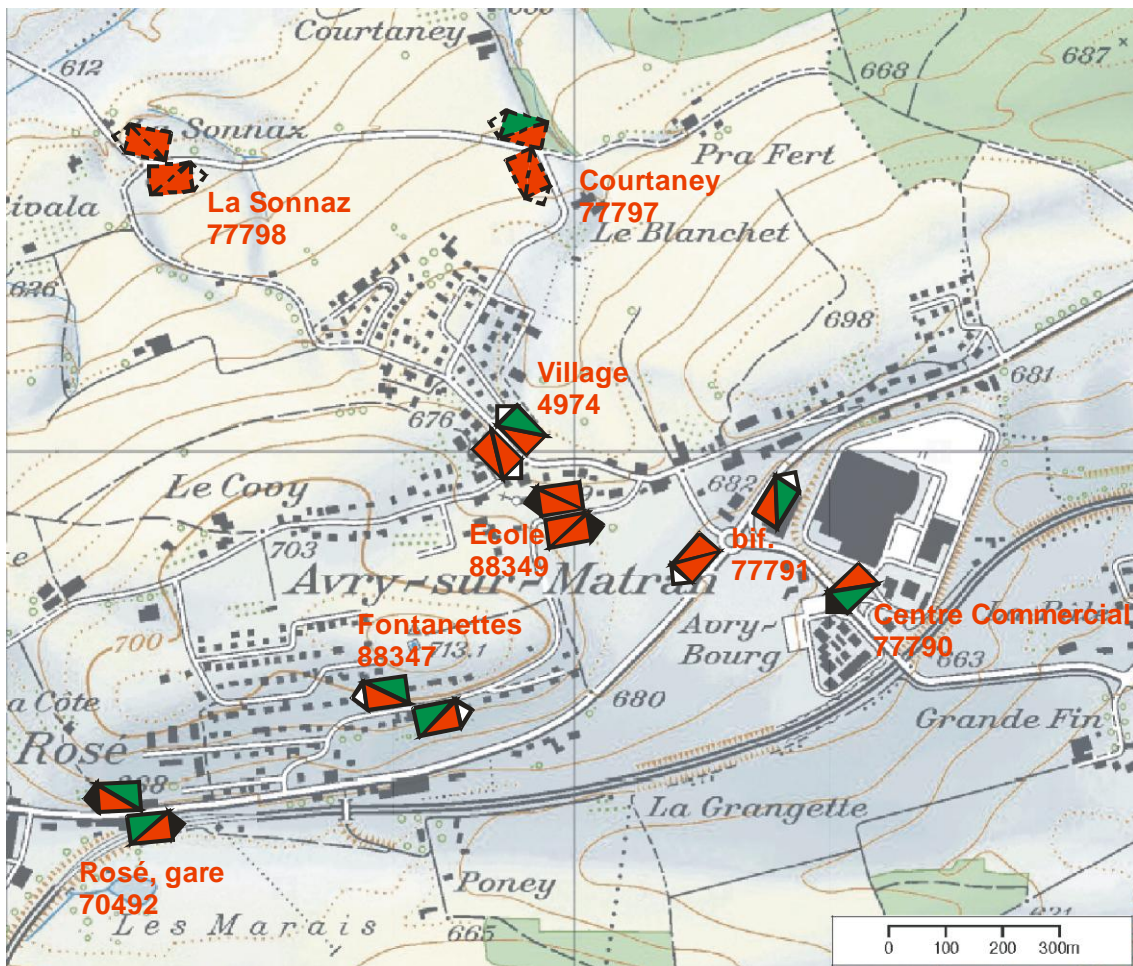 Courtaney
612
687
668
Sonnaz
Pra Fert
La Sonnaz
77798
Courtaney
77797
Le Blanchet
626
698
681
Village
4974
676
Le Covy
682
703
Ecole
88349
bif.
77791
Avry-sur-Matran
Centre Commercial
77790
Fontanettes
88347
700
713.1
Avry-
Bourg
663
680
a Côte
Grande Fin
Rosé
La Grangette
Rosé, gare
70492
Poney
Les Marais
665
0 100 200 300m